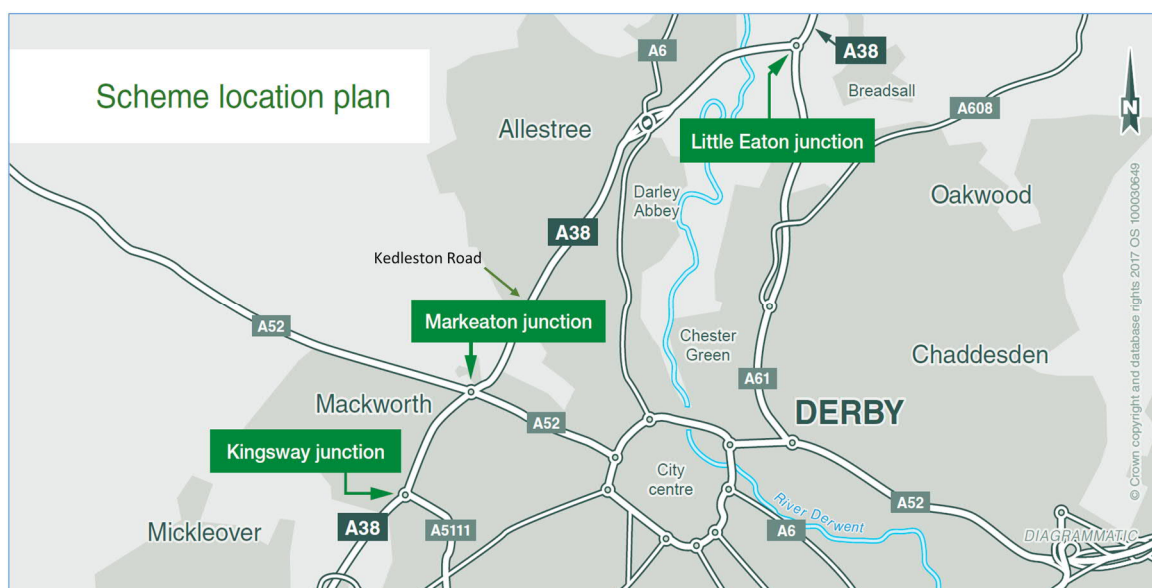 Scheme location plan
A6
A38
Breadsall
A608
N
Allestree
Little Eaton junction
Oakwood
Darley
Abbey
A38
Kedleston Road
Markeaton junction
A52
Chester
Green
Chaddesden
A61
Mackworth
A52
DERBY
Kingsway junction
City
centre
River Derwent
A52
Mickleover
A38
A5111
A6
DIAGRAMMATIC
© Crown copyright and database rights 2017 OS 100030649